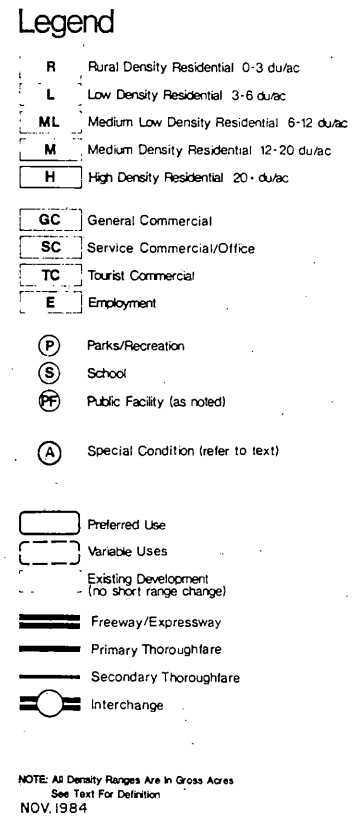 Legend
R Rural Density Residential 0-3 du/ac
L Low Density Residential 3-6 du/ac
ML Medium Low Density Residential 6-12 du/ac
M Medium Density Residential 12-20 du/ac
H High Density Residential 20+ du/ac
GC General Commercial
SC Service Commercial/Office
TC Tourist Commercial
E Employment
P Parks/Recreation
S School
PF Public Facility (as noted)
A Special Condition (refer to text)
Preferred Use
Variable Uses
Existing Development
(no short range change)
Freeway/Expressway
Primary Thoroughfare
Secondary Thoroughfare
Interchange
NOTE: All Density Ranges Are In Gross Acres
See Text For Definition
NOV, 1984